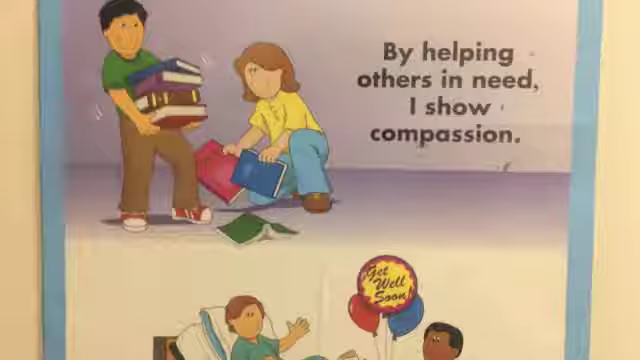 By helping
others in need,
I show
compassion.
Get
Well
Soon!